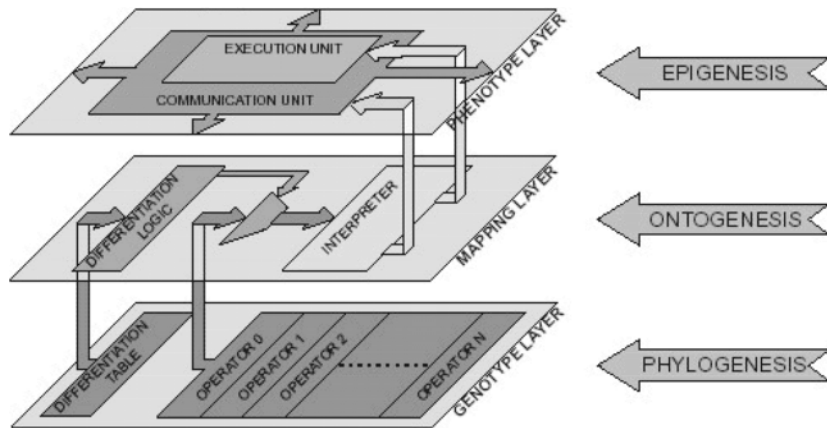 EXECUTION UNIT
COMMUNICATION UNIT
PHENOTYPE LAYER
EPIGENESIS
DIFFERENTIATION
LOGIC
INTERPRETER
MAPPING LAYER
ONTOGENESIS
DIFFERENTIATION
TABLE
OPERATOR 0
OPERATOR 1
OPERATOR 2
OPERATOR N
GENOTYPE LAYER
PHYLOGENESIS